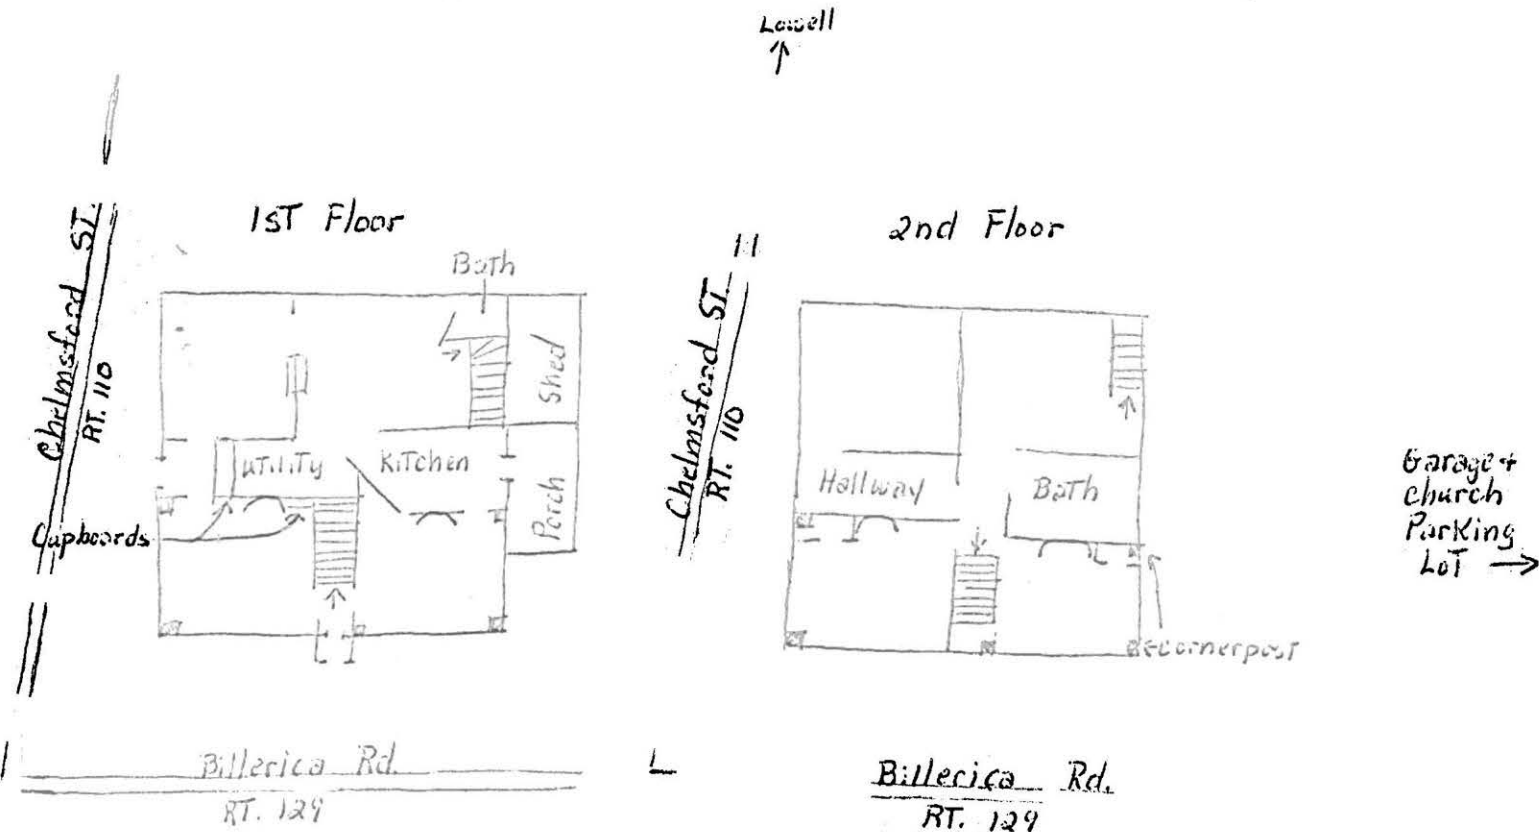 Lowell
1ST Floor
Bath
Chelmsford ST.
RT. 110
Shed
Utility
Kitchen
Porch
Cupboards
Billerica Rd.
RT. 129
2nd Floor
Chelmsford ST.
RT. 110
Hallway
Bath
cornerpost
Billerica Rd.
RT. 129
Garage +
church
Parking
LoT